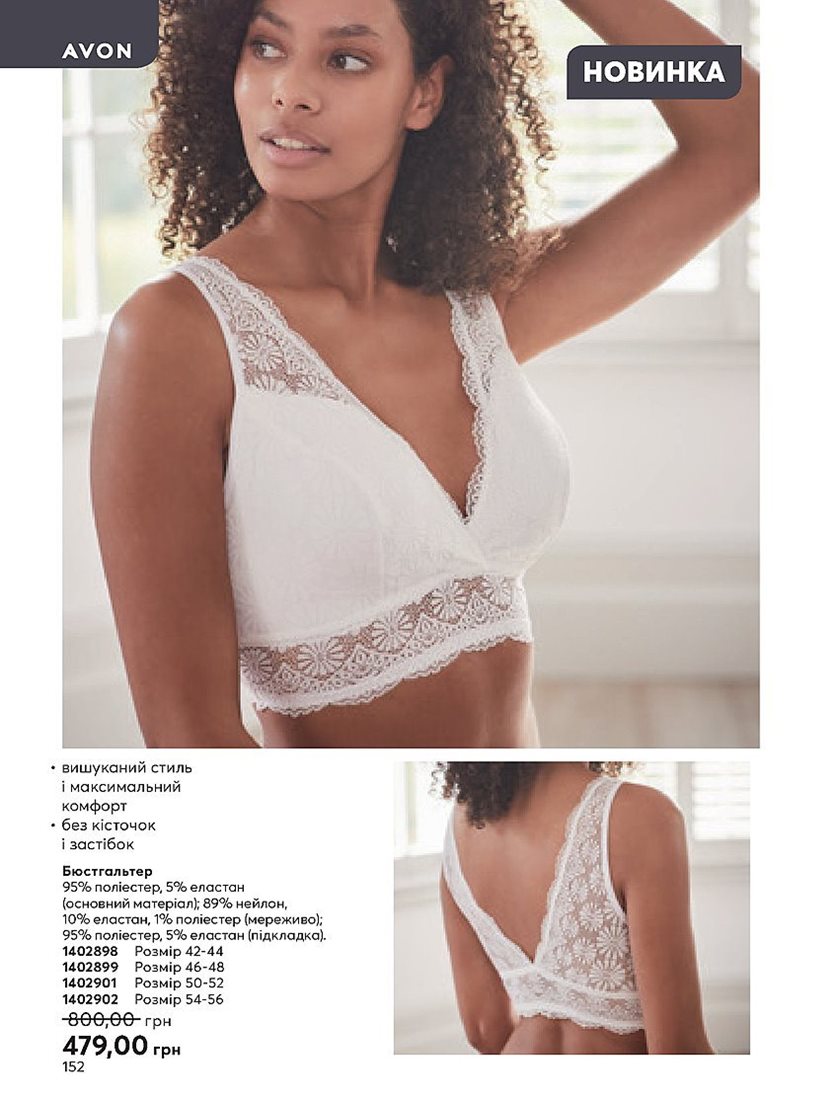 AVON
НОВИНКА
• вишуканий стиль
і максимальний
комфорт
• без кісточок
і застібок
Бюстгальтер
95% поліестер, 5% еластан
(основний матеріал); 89% нейлон,
10% еластан, 1% поліестер (мереживо);
95% поліестер, 5% еластан (підкладка).
1402898 Розмір 42-44
1402899 Розмір 46-48
1402901 Розмір 50-52
1402902 Розмір 54-56
800,00 грн
479,00 грн
152